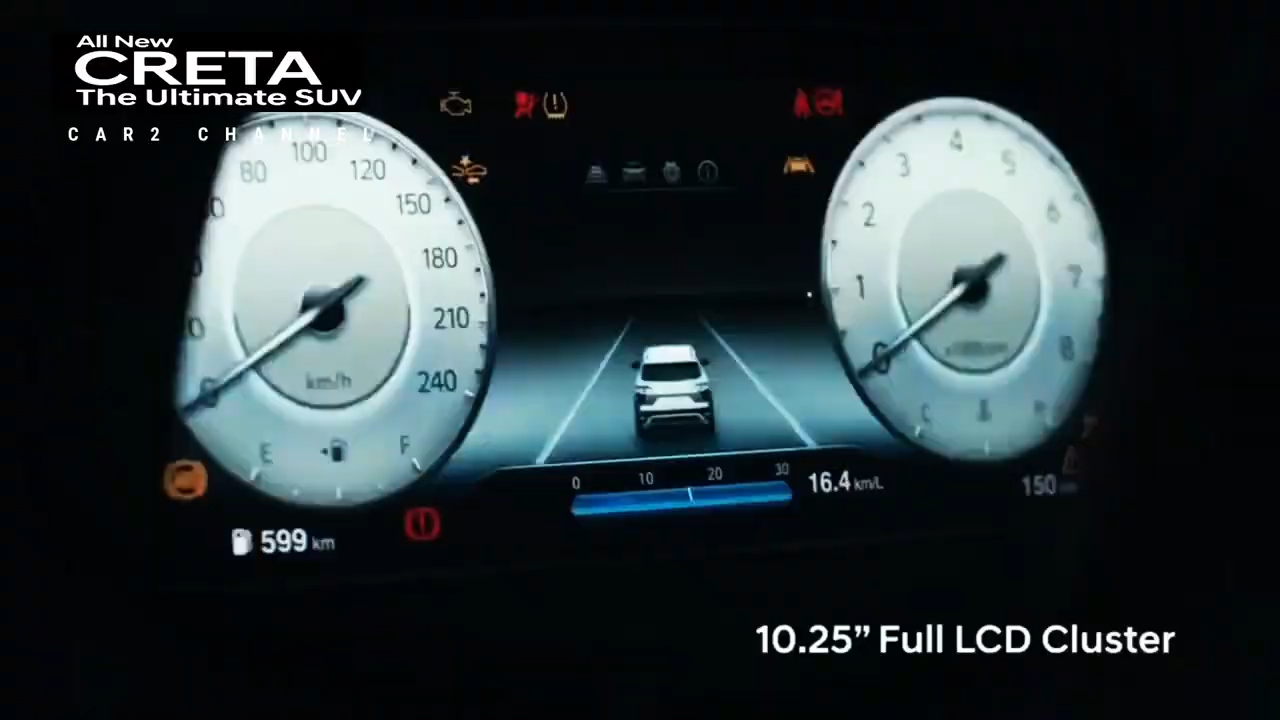 All New
CRETA
The Ultimate SUV
CAR2 CHANNEL
80
100
120
150
180
210
240
km/h
E
F
599 km
0
10
20
30
16.4 km/L
0
1
2
3
4
5
6
7
8
C
150
10.25” Full LCD Cluster